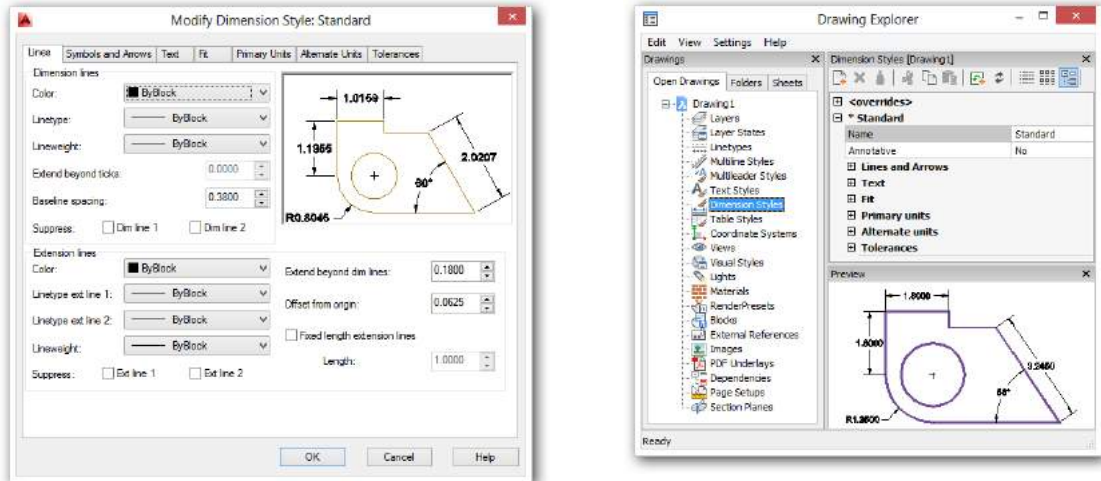 Modify Dimension Style: Standard
Lines Symbols and Arrows Text Fit Primary Units Alternate Units Tolerances
Dimension lines
Color: ByBlock
Linetype: ByBlock
Lineweight: ByBlock
Extend beyond ticks: 0.0000
Baseline spacing: 0.3800
Suppress: Dim line 1 Dim line 2
1.0159
1.1955
2.0207
60°
R0.8045
Extension lines
Color: ByBlock
Linetype ext line 1: ByBlock
Linetype ext line 2: ByBlock
Lineweight: ByBlock
Suppress: Ext line 1 Ext line 2
Extend beyond dim lines: 0.1800
Offset from origin: 0.0625
Fixed length extension lines
Length: 1.0000
OK Cancel Help
Drawing Explorer
Edit View Settings Help
Drawings
Open Drawings Folders Sheets
Drawing1
Layers
Layer States
Linetypes
Multiline Styles
Multileader Styles
Text Styles
Dimension Styles
Table Styles
Coordinate Systems
Views
Visual Styles
Lights
Materials
RenderPresets
Blocks
External References
Images
PDF Underlays
Dependencies
Page Setups
Section Planes
Dimension Styles [Drawing1]
<overrides>
* Standard
Name Standard
Annotative No
Lines and Arrows
Text
Fit
Primary units
Alternate units
Tolerances
Preview
1.8000
1.8000
3.2450
R1.2500
Ready